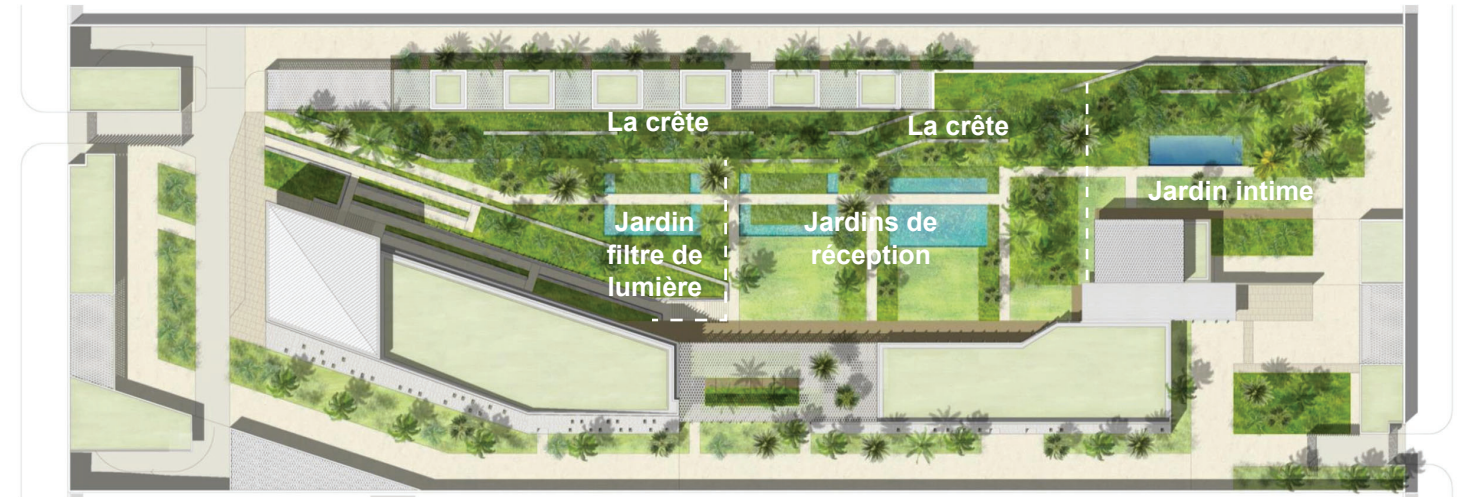 La crête
La crête
Jardin intime
Jardin
filtre de
lumière
Jardins de
réception